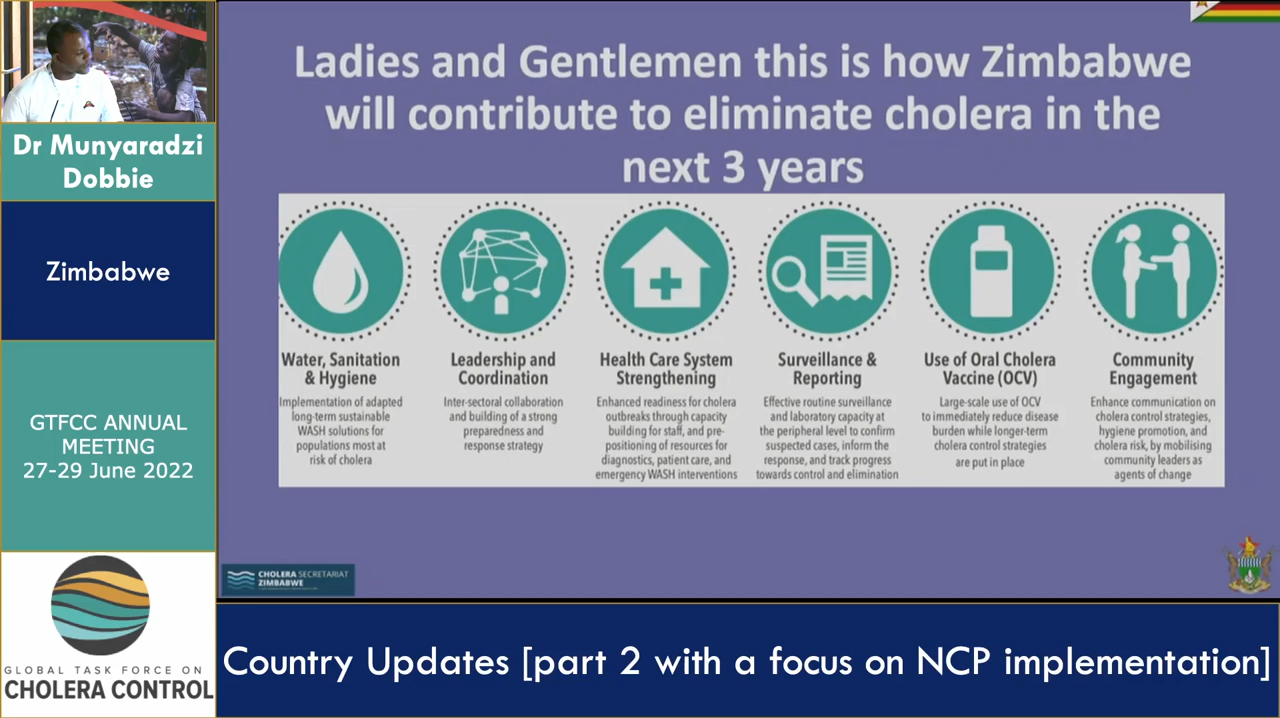 Dr Munyaradzi
Dobbie
Zimbabwe
GTFCC ANNUAL
MEETING
27-29 June 2022
GLOBAL TASK FORCE ON
CHOLERA CONTROL
Ladies and Gentlemen this is how Zimbabwe
will contribute to eliminate cholera in the
next 3 years
Water, Sanitation
& Hygiene
Implementation of adapted
long-term sustainable
WASH solutions for
populations most at
risk of cholera
Leadership and
Coordination
Inter-sectoral collaboration
and building of a strong
preparedness and
response strategy
Health Care System
Strengthening
Enhanced readiness for cholera
outbreaks through capacity
building for staff, and pre-
positioning of resources for
diagnostics, patient care, and
emergency WASH interventions
Surveillance &
Reporting
Effective routine surveillance
and laboratory capacity at
the peripheral level to confirm
suspected cases, inform the
response, and track progress
towards control and elimination
Use of Oral Cholera
Vaccine (OCV)
Large-scale use of OCV
to immediately reduce disease
burden while longer-term
cholera control strategies
are put in place
Community
Engagement
Enhance communication on
cholera control strategies,
hygiene promotion, and
cholera risk, by mobilising
community leaders as
agents of change
CHOLERA SECRETARIAT
ZIMBABWE
Country Updates [part 2 with a focus on NCP implementation]